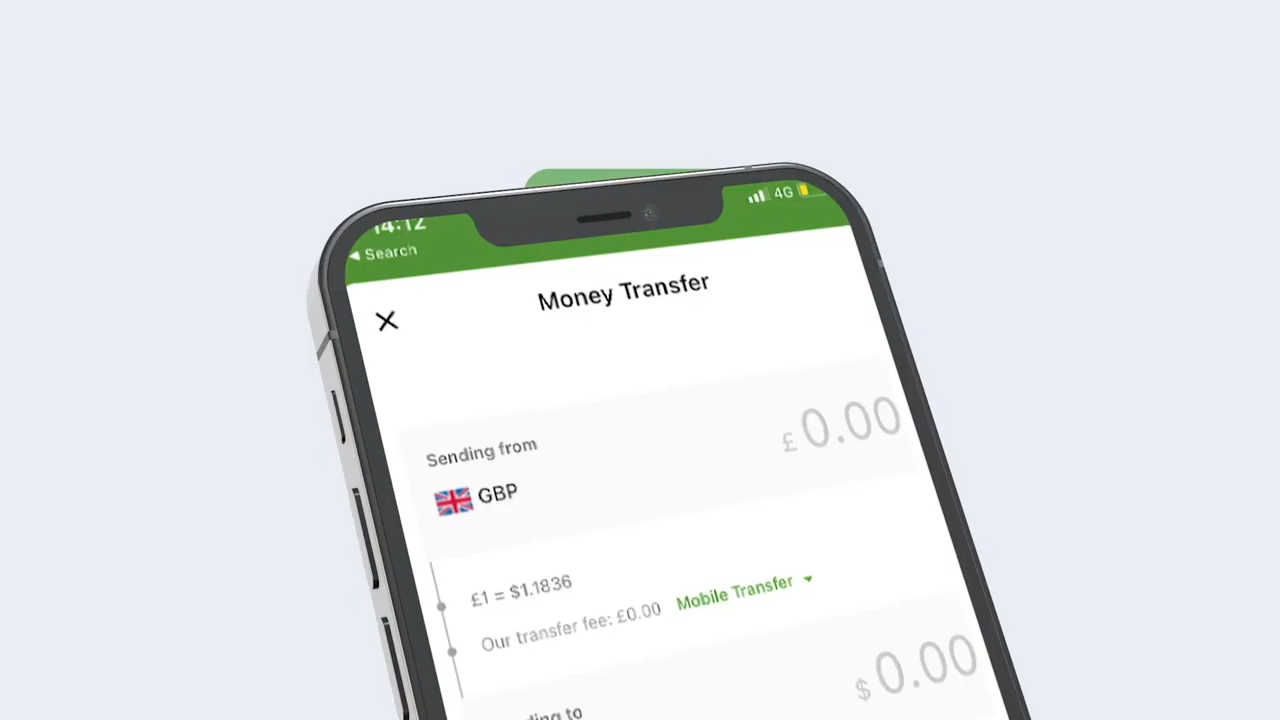 14:12
4G
◀ Search
Money Transfer
Sending from
£ 0.00
GBP
£1 = $1.1836
Our transfer fee: £0.00 Mobile Transfer
$ 0.00
to